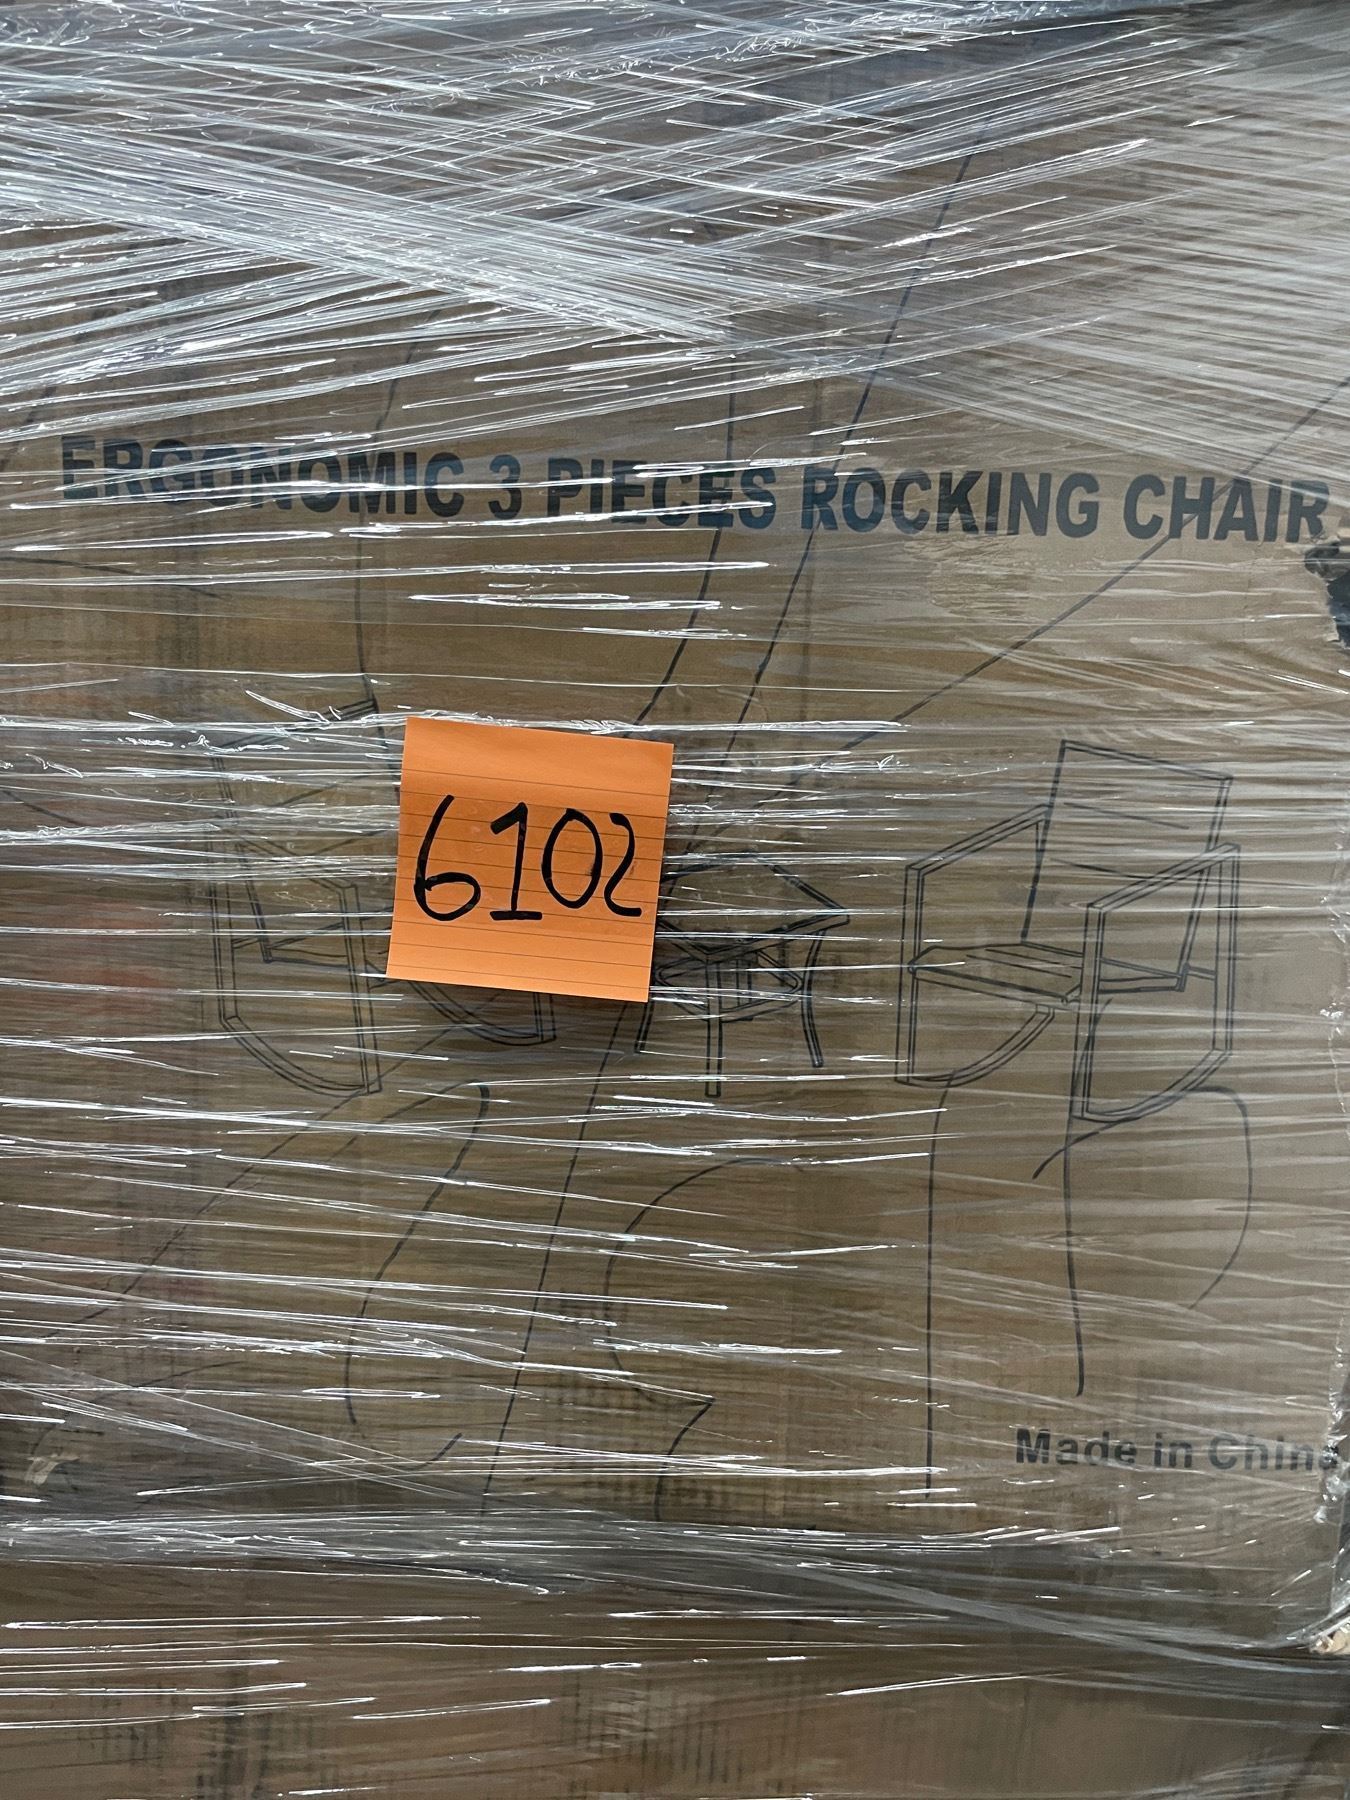 ERGONOMIC 3 PIECES ROCKING CHAIR
6102
Made in China